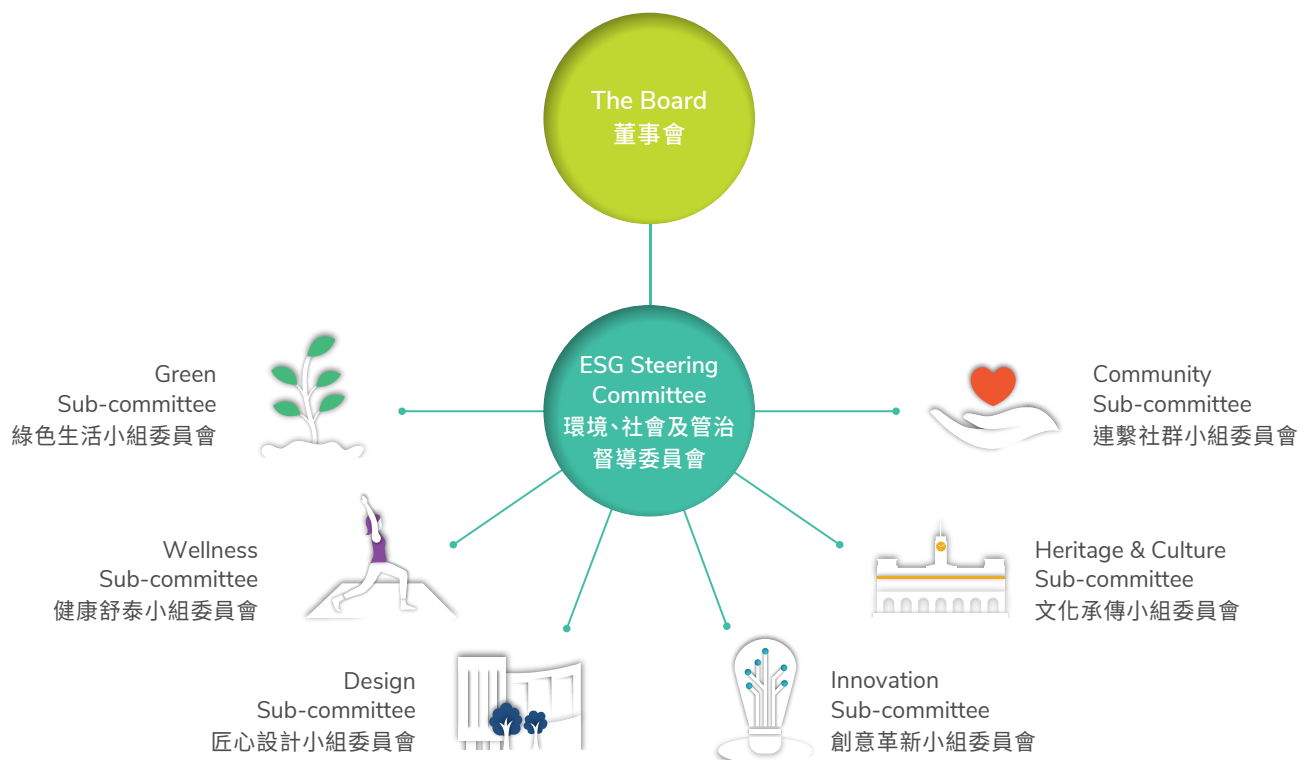 The Board
董事會
ESG Steering
Committee
環境、社會及管治
督導委員會
Green
Sub-committee
綠色生活小組委員會
Community
Sub-committee
連繫社群小組委員會
Wellness
Sub-committee
健康舒泰小組委員會
Heritage & Culture
Sub-committee
文化承傳小組委員會
Design
Sub-committee
匠心設計小組委員會
Innovation
Sub-committee
創意革新小組委員會